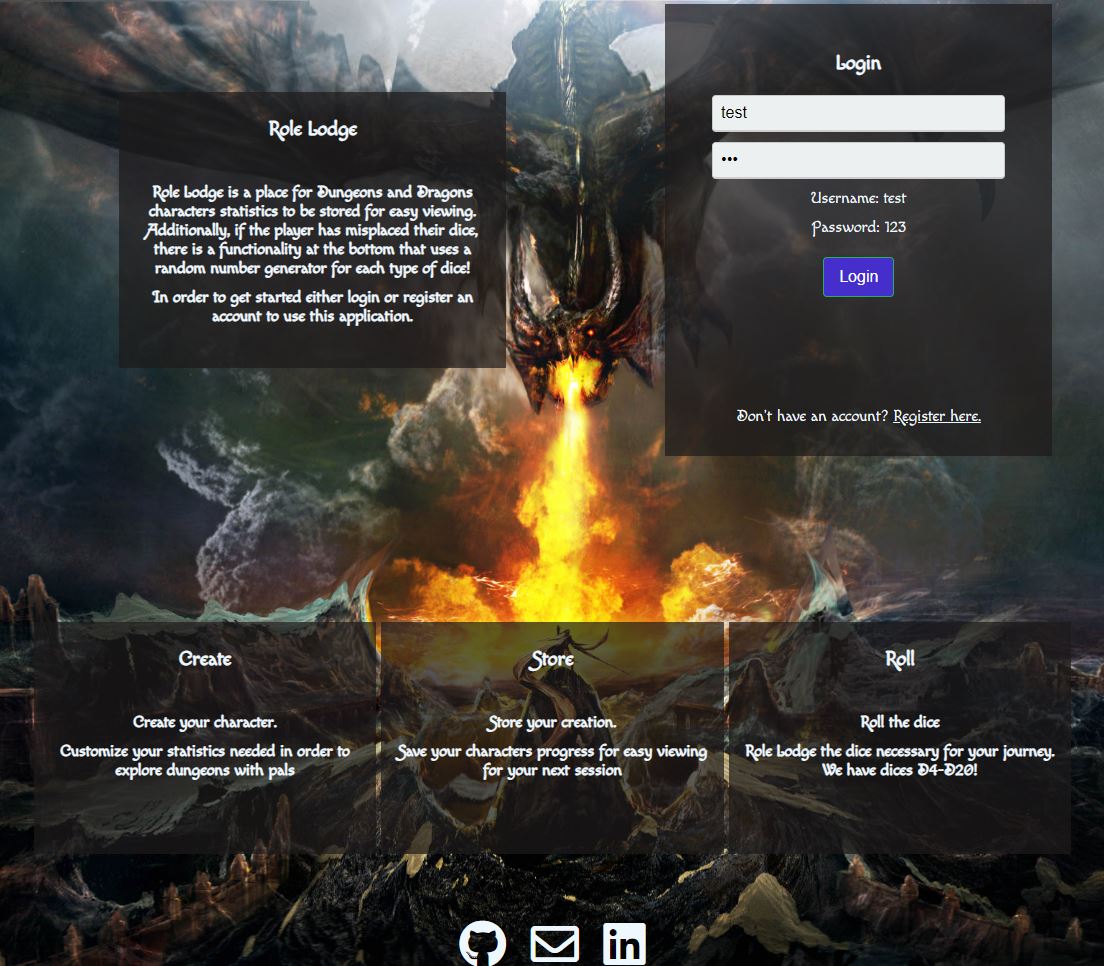 Role Lodge
Role Lodge is a place for Dungeons and Dragons
characters statistics to be stored for easy viewing.
Additionally, if the player has misplaced their dice,
there is a functionality at the bottom that uses a
random number generator for each type of dice!
In order to get started either login or register an
account to use this application.
Login
test
•••
Username: test
Password: 123
Login
Don't have an account? Register here.
Create
Create your character.
Customize your statistics needed in order to
explore dungeons with pals
Store
Store your creation.
Save your characters progress for easy viewing
for your next session
Roll
Roll the dice
Role Lodge the dice necessary for your journey.
We have dices D4-D20!
in